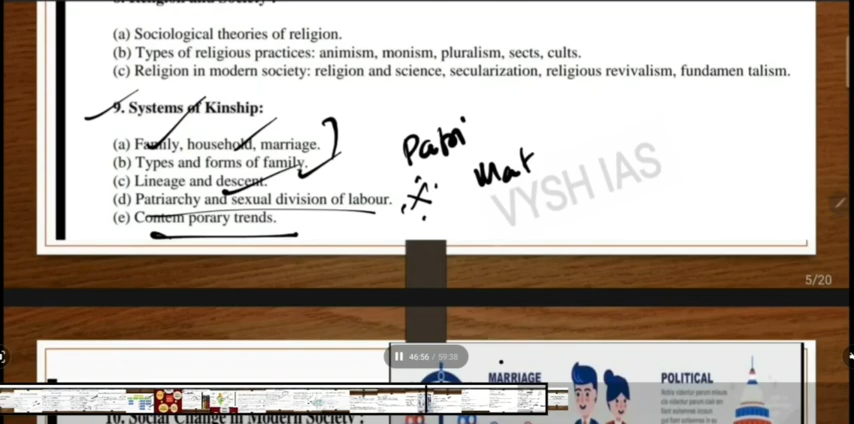 (a) Sociological theories of religion.
(b) Types of religious practices: animism, monism, pluralism, sects, cults.
(c) Religion in modern society: religion and science, secularization, religious revivalism, fundamen talism.
9. Systems of Kinship:
(a) Family, household, marriage.
(b) Types and forms of family.
(c) Lineage and descent.
(d) Patriarchy and sexual division of labour.
(e) Contem porary trends.
Patri
Mat
VYSH IAS
5/20
46:56 / 59:38
MARRIAGE
POLITICAL
10. Social Change in Modern Society :